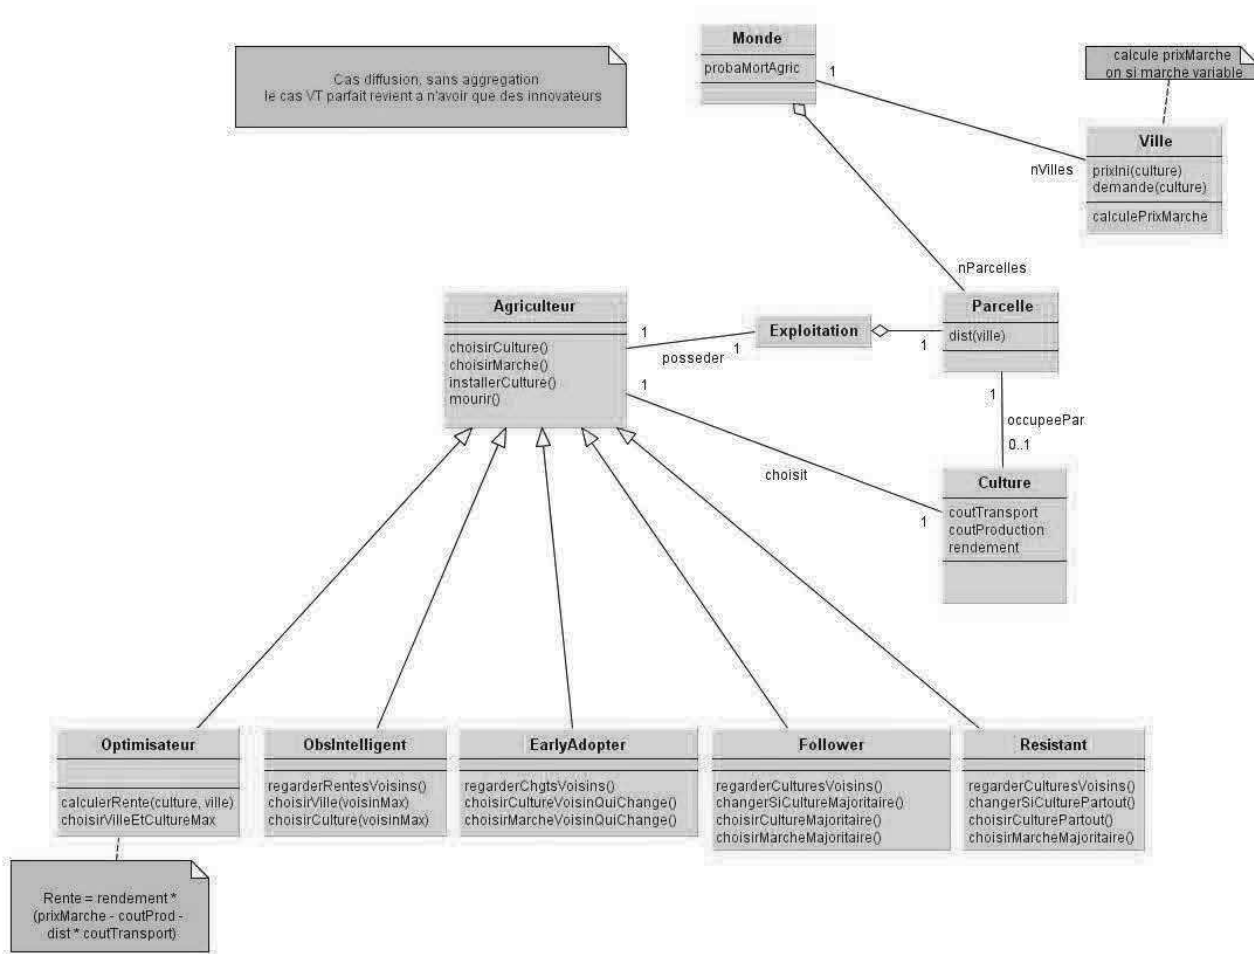 Monde
probaMortAgric
Cas diffusion, sans aggregation
le cas VT parfait revient a n'avoir que des innovateurs
calcule prixMarche
on si marche variable
1
nVilles
Ville
prixIni(culture)
demande(culture)
calculePrixMarche
nParcelles
Agriculteur
choisirCulture()
choisirMarche()
installerCulture()
mourir()
1
posseder
1
Exploitation
1
Parcelle
dist(ville)
1
occupeePar
0..1
1
choisit
1
Culture
coutTransport
coutProduction
rendement
Optimisateur
calculerRente(culture, ville)
choisirVilleEtCultureMax
ObsIntelligent
regarderRentesVoisins()
choisirVille(voisinMax)
choisirCulture(voisinMax)
EarlyAdopter
regarderChgtsVoisins()
choisirCultureVoisinQuiChange()
choisirMarcheVoisinQuiChange()
Follower
regarderCulturesVoisins()
changerSiCultureMajoritaire()
choisirCultureMajoritaire()
choisirMarcheMajoritaire()
Resistant
regarderCulturesVoisins()
changerSiCulturePartout()
choisirCulturePartout()
choisirMarcheMajoritaire()
Rente = rendement *
(prixMarche - coutProd -
dist * coutTransport)